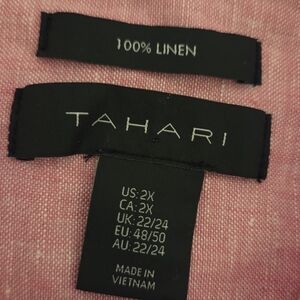 100% LINEN
TAHARI
US: 2X
CA: 2X
UK: 22/24
EU: 48/50
AU: 22/24
MADE IN
VIETNAM